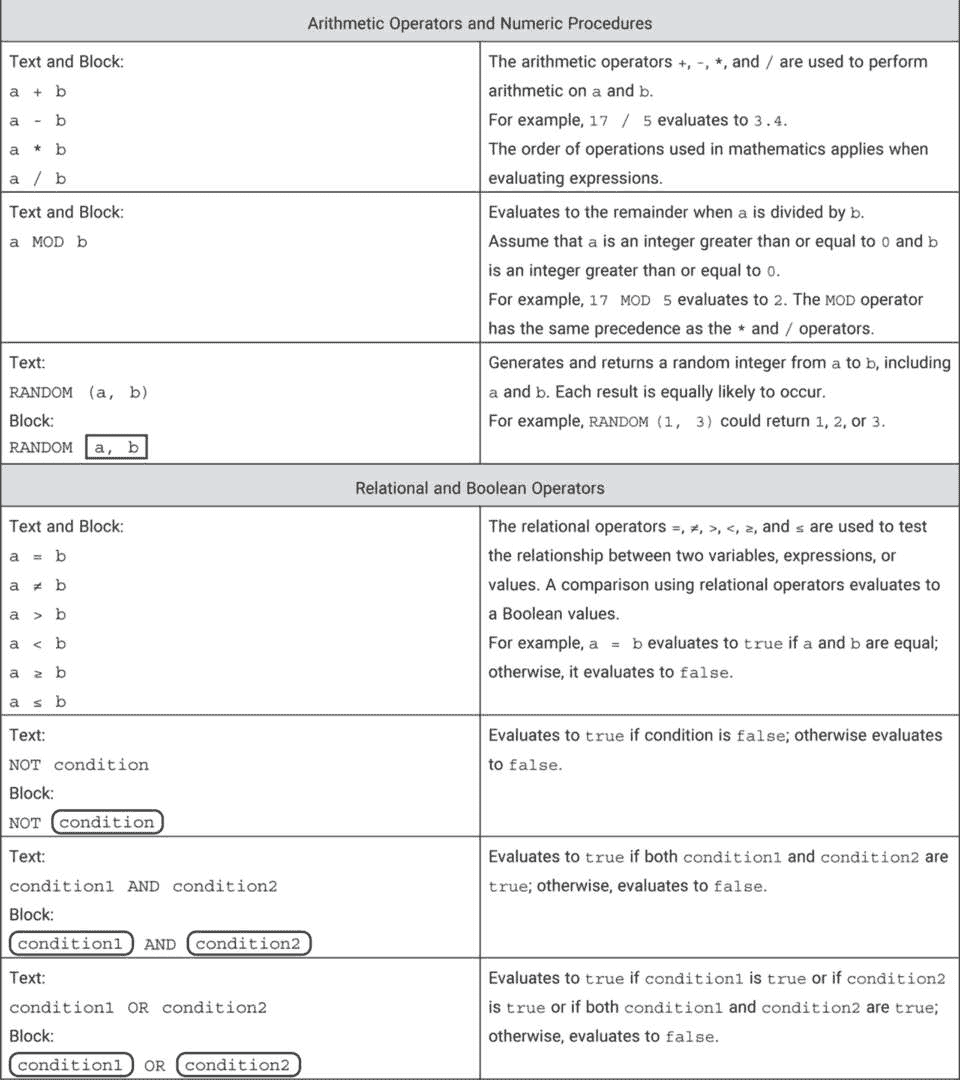 Arithmetic Operators and Numeric Procedures
Text and Block:
a + b
a - b
a * b
a / b
The arithmetic operators +, -, *, and / are used to perform
arithmetic on a and b.
For example, 17 / 5 evaluates to 3.4.
The order of operations used in mathematics applies when
evaluating expressions.
Text and Block:
a MOD b
Evaluates to the remainder when a is divided by b.
Assume that a is an integer greater than or equal to 0 and b
is an integer greater than or equal to 0.
For example, 17 MOD 5 evaluates to 2. The MOD operator
has the same precedence as the * and / operators.
Text:
RANDOM (a, b)
Block:
RANDOM a, b
Generates and returns a random integer from a to b, including
a and b. Each result is equally likely to occur.
For example, RANDOM (1, 3) could return 1, 2, or 3.
Relational and Boolean Operators
Text and Block:
a = b
a ≠ b
a > b
a < b
a ≥ b
a ≤ b
The relational operators =, ≠, >, <, ≥, and ≤ are used to test
the relationship between two variables, expressions, or
values. A comparison using relational operators evaluates to
a Boolean values.
For example, a = b evaluates to true if a and b are equal;
otherwise, it evaluates to false.
Text:
NOT condition
Block:
NOT condition
Evaluates to true if condition is false; otherwise evaluates
to false.
Text:
condition1 AND condition2
Block:
condition1 AND condition2
Evaluates to true if both condition1 and condition2 are
true; otherwise, evaluates to false.
Text:
condition1 OR condition2
Block:
condition1 OR condition2
Evaluates to true if condition1 is true or if condition2
is true or if both condition1 and condition2 are true;
otherwise, evaluates to false.